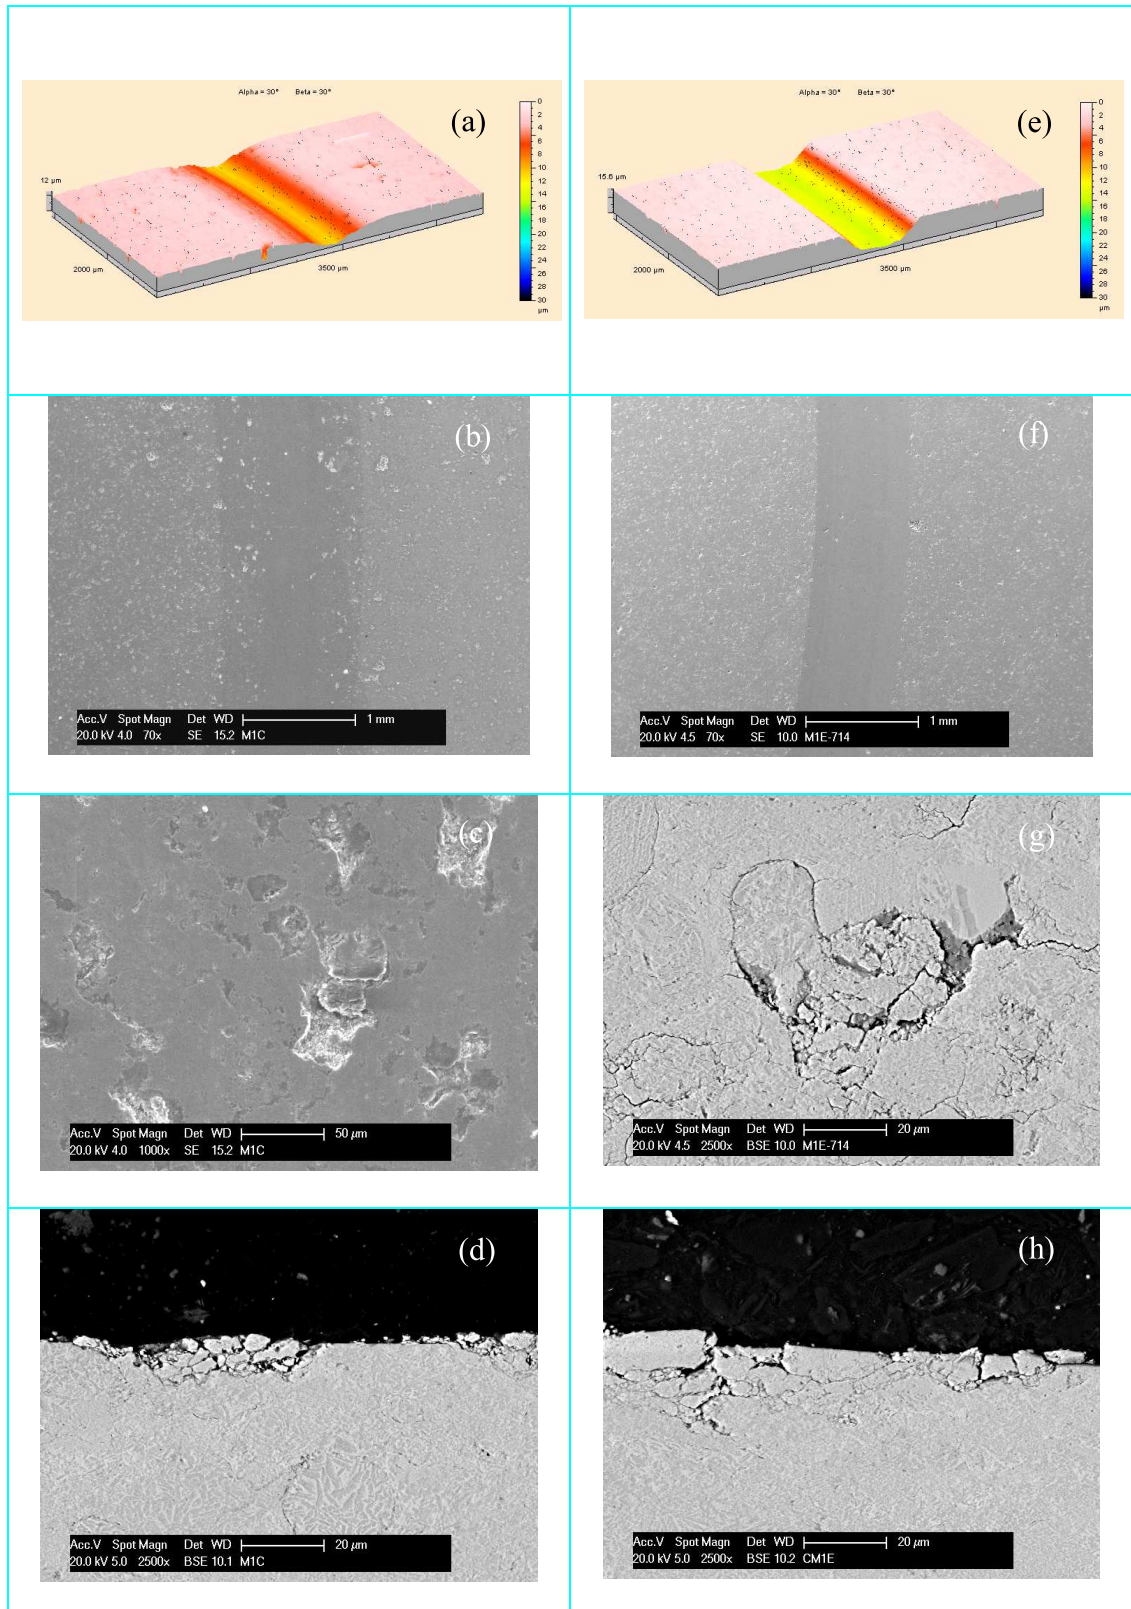 Alpha = 30° Beta = 30°
(a)
0
2
4
6
8
10
12
14
16
18
20
22
24
26
28
30
µm
12 µm
2000 µm
3500 µm
Alpha = 30° Beta = 30°
(e)
0
2
4
6
8
10
12
14
16
18
20
22
24
26
28
30
µm
15.6 µm
2000 µm
3500 µm
(b)
Acc.V Spot Magn Det WD 1 mm
20.0 kV 4.0 70x SE 15.2 M1C
(f)
Acc.V Spot Magn Det WD 1 mm
20.0 kV 4.5 70x SE 10.0 M1E-714
(c)
Acc.V Spot Magn Det WD 50 µm
20.0 kV 4.0 1000x SE 15.2 M1C
(g)
Acc.V Spot Magn Det WD 20 µm
20.0 kV 4.5 2500x BSE 10.0 M1E-714
(d)
Acc.V Spot Magn Det WD 20 µm
20.0 kV 5.0 2500x BSE 10.1 M1C
(h)
Acc.V Spot Magn Det WD 20 µm
20.0 kV 5.0 2500x BSE 10.2 CM1E